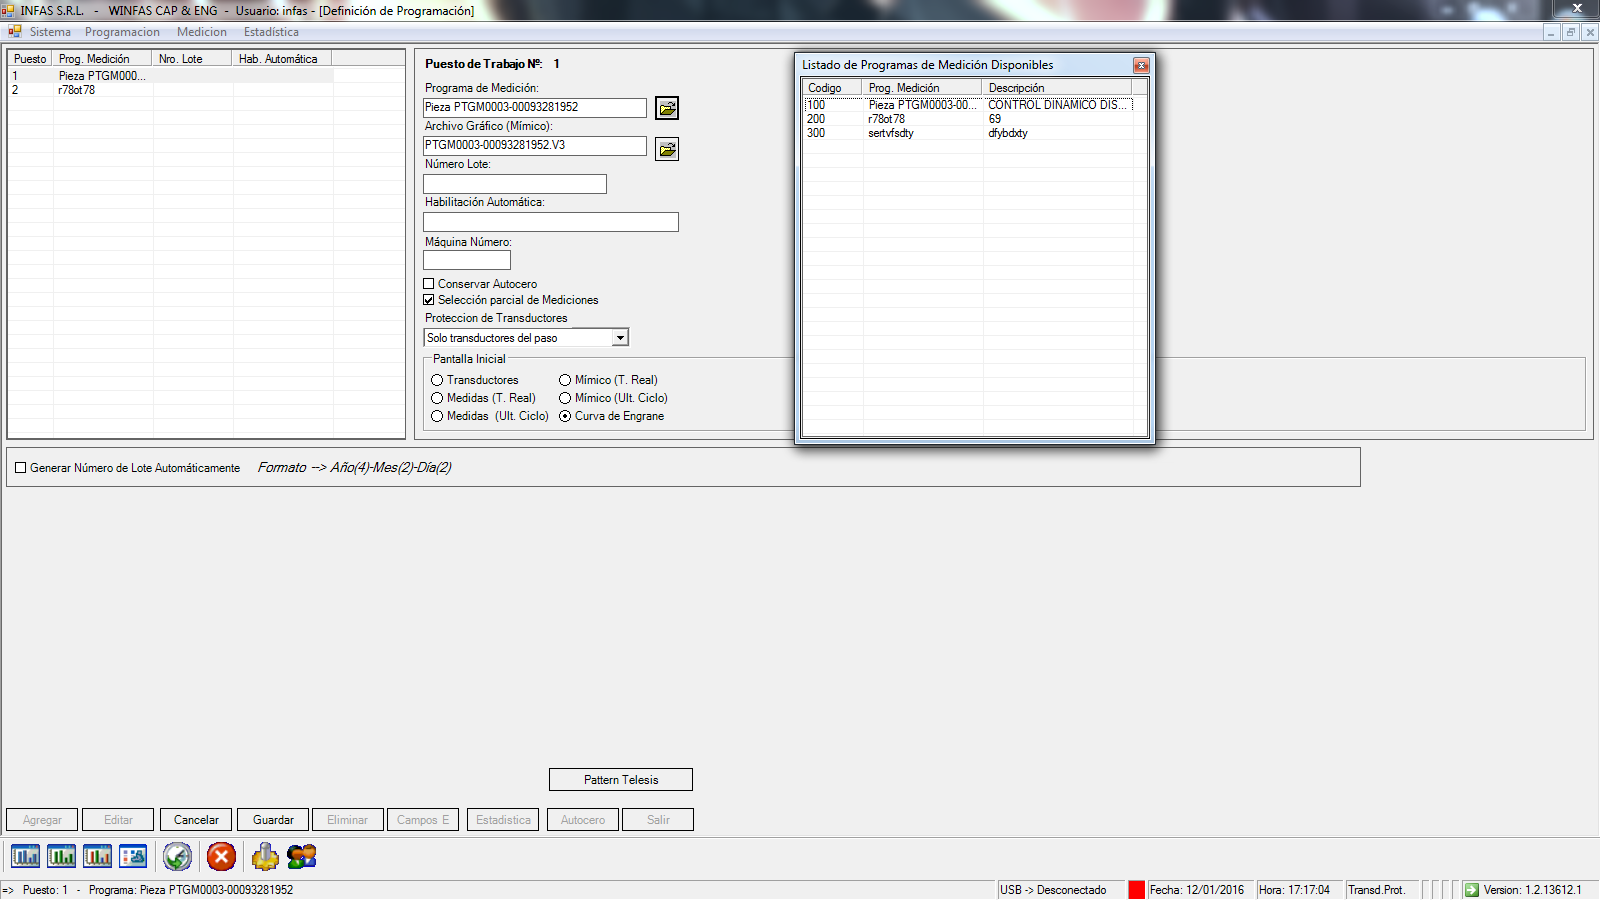 INFAS S.R.L. - WINFAS CAP & ENG - Usuario: infas - [Definición de Programación]
Sistema Programacion Medicion Estadística
Puesto Prog. Medición Nro. Lote Hab. Automática
1 Pieza PTGM000...
2 r78ot78
Puesto de Trabajo Nº: 1
Programa de Medición:
Pieza PTGM0003-00093281952
Archivo Gráfico (Mímico):
PTGM0003-00093281952.V3
Número Lote:
Habilitación Automática:
Máquina Número:
Conservar Autocero
Selección parcial de Mediciones
Proteccion de Transductores
Solo transductores del paso
Pantalla Inicial
Transductores Mímico (T. Real)
Medidas (T. Real) Mímico (Ult. Ciclo)
Medidas (Ult. Ciclo) Curva de Engrane
Listado de Programas de Medición Disponibles
Codigo Prog. Medición Descripción
100 Pieza PTGM0003-00... CONTROL DINAMICO DIS...
200 r78ot78 69
300 sertvfsdty dfybdxty
Generar Número de Lote Automáticamente Formato --> Año(4)-Mes(2)-Día(2)
Pattern Telesis
Agregar Editar Cancelar Guardar Eliminar Campos E Estadistica Autocero Salir
=> Puesto: 1 - Programa: Pieza PTGM0003-00093281952 USB -> Desconectado Fecha: 12/01/2016 Hora: 17:17:04 Transd.Prot. Version: 1.2.13612.1